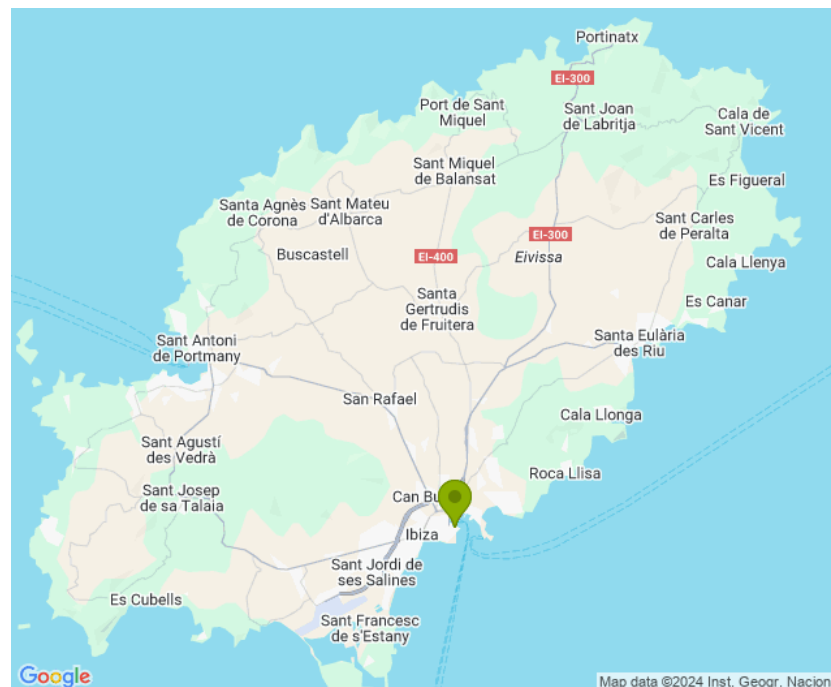 Portinatx
EI-300
Port de Sant
Miquel
Sant Joan
de Labritja
Cala de
Sant Vicent
Sant Miquel
de Balansat
Es Figueral
Santa Agnès
de Corona
Sant Mateu
d'Albarca
Sant Carles
de Peralta
EI-300
Buscastell
EI-400
Eivissa
Cala Llenya
Santa
Gertrudis
de Fruitera
Es Canar
Sant Antoni
de Portmany
Santa Eulària
des Riu
San Rafael
Cala Llonga
Sant Agustí
des Vedrà
Roca Llisa
Sant Josep
de sa Talaia
Can Bu
Ibiza
Sant Jordi de
ses Salines
Es Cubells
Sant Francesc
de s'Estany
Google
Map data ©2024 Inst. Geogr. Nacion